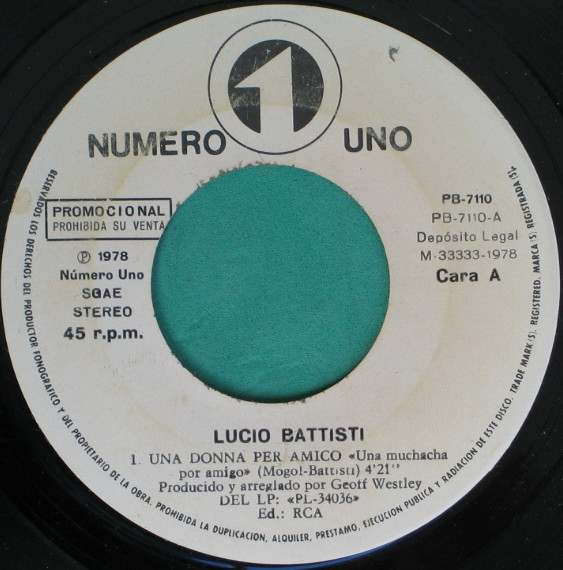 1
NUMERO UNO
PROMOCIONAL
PROHIBIDA SU VENTA
PB-7110
PB-7110-A
Depósito Legal
M-33333-1978
Cara A
Ⓟ 1978
Número Uno
SGAE
STEREO
45 r.p.m.
LUCIO BATTISTI
1. UNA DONNA PER AMICO «Una muchacha
por amigo» (Mogol-Battisti) 4'21"
Producido y arreglado por Geoff Westley
DEL LP: «PL-34036»
Ed.: RCA
RESERVADOS LOS DERECHOS DEL PRODUCTOR FONOGRAFICO Y DEL PROPIETARIO DE LA OBRA. PROHIBIDA LA DUPLICACION, ALQUILER, PRESTAMO, EJECUCION PUBLICA Y RADIACION DE ESTE DISCO. TRADE MARK(S) REGISTERED. MARCA(S) REGISTRADA(S).